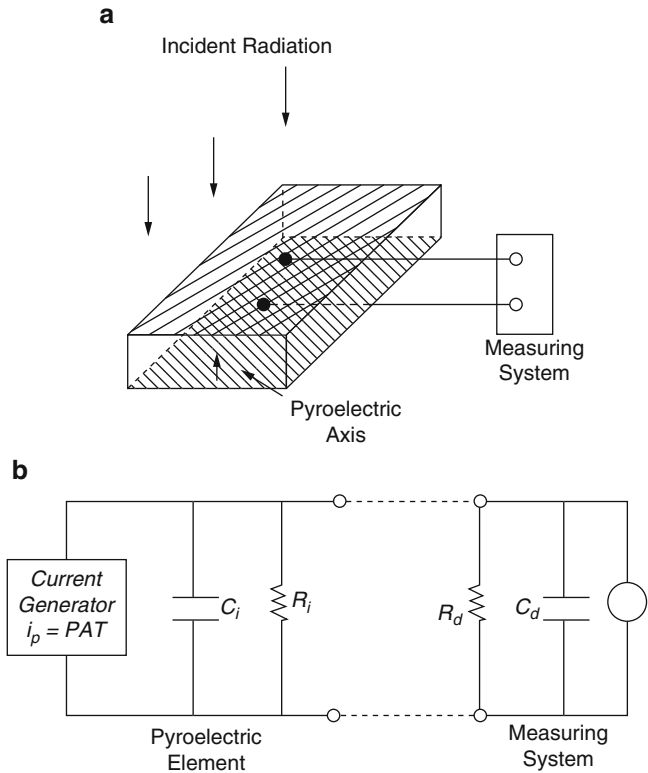 a
Incident Radiation
Measuring
System
Pyroelectric
Axis
b
Current
Generator
i_p = PAT
C_i
R_i
R_d
C_d
Pyroelectric
Element
Measuring
System